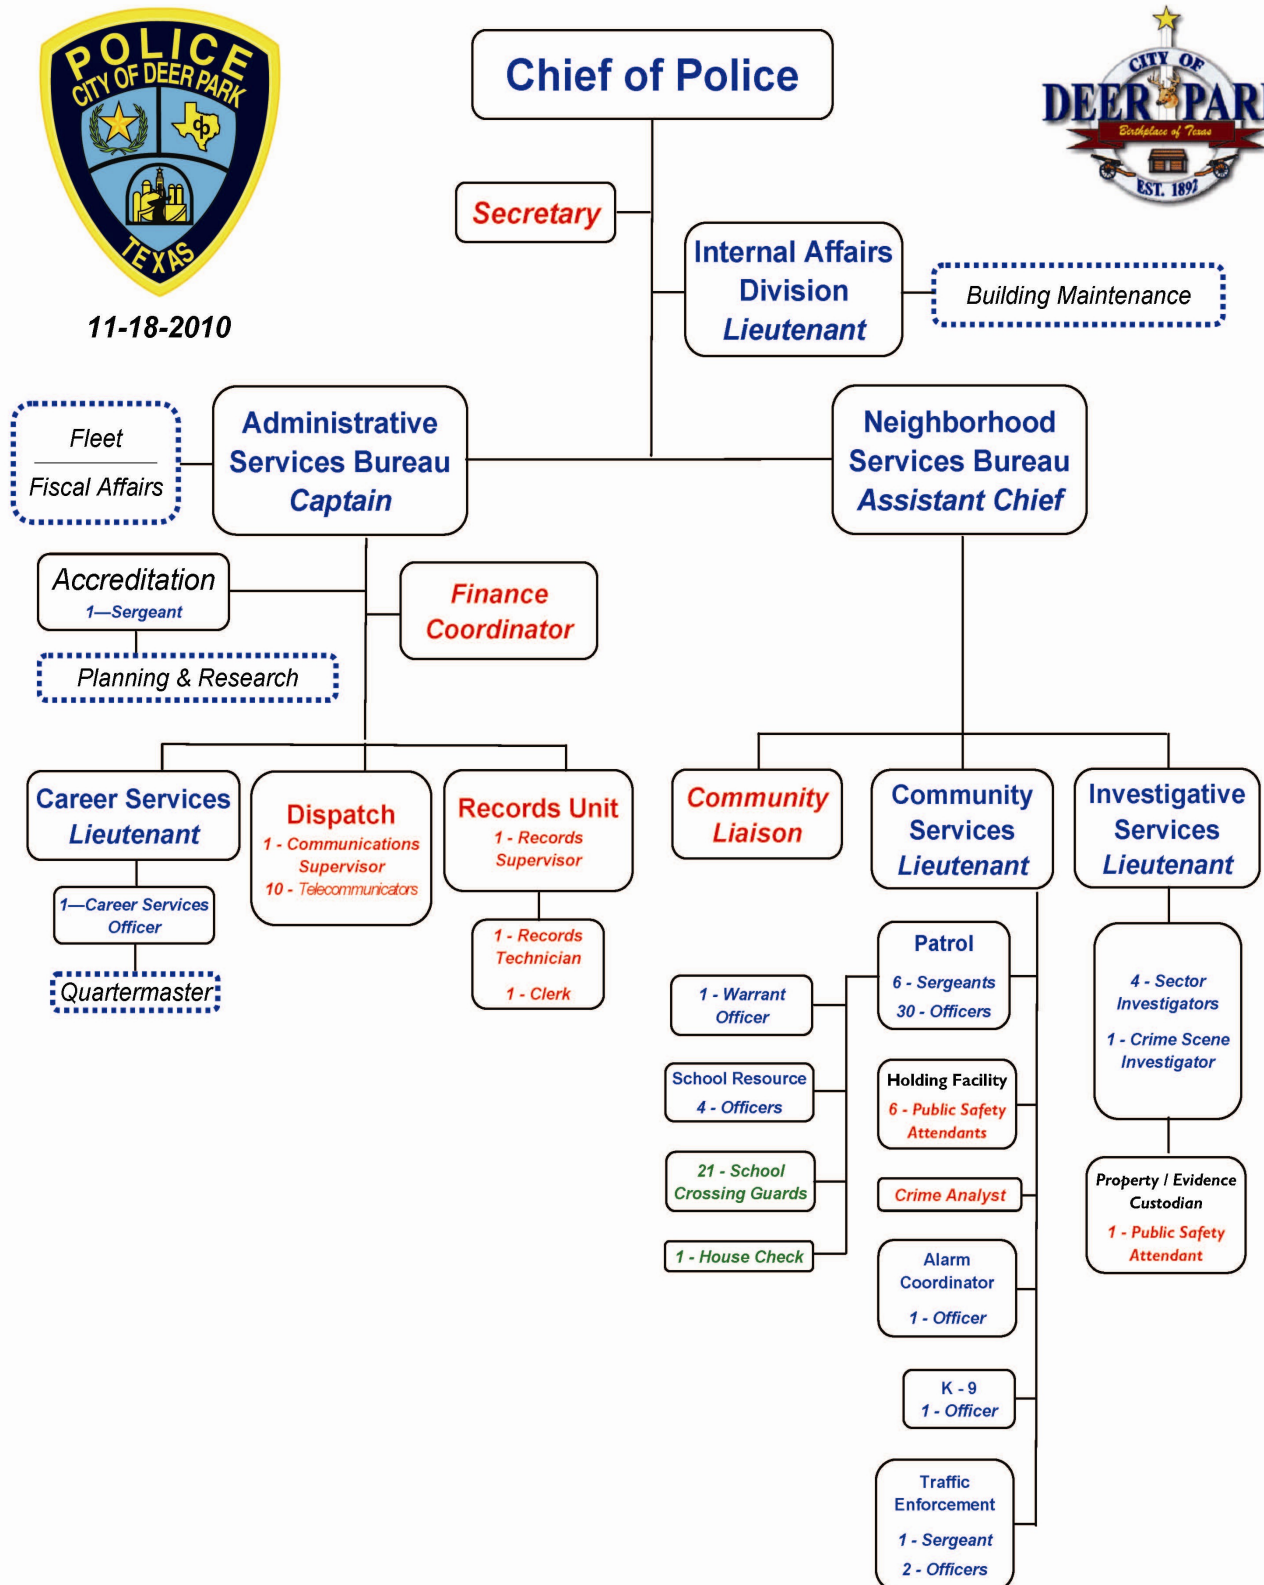 POLICE
CITY OF DEER PARK
dp
TEXAS
11-18-2010
Chief of Police
CITY OF
DEER PARK
Birthplace of Texas
EST. 1892
Secretary
Internal Affairs
Division
Lieutenant
Building Maintenance
Fleet
Fiscal Affairs
Administrative
Services Bureau
Captain
Neighborhood
Services Bureau
Assistant Chief
Accreditation
1—Sergeant
Planning & Research
Finance
Coordinator
Career Services
Lieutenant
1—Career Services
Officer
Quartermaster
Dispatch
1 - Communications
Supervisor
10 - Telecommunicators
Records Unit
1 - Records
Supervisor
1 - Records
Technician
1 - Clerk
Community
Liaison
Community
Services
Lieutenant
Investigative
Services
Lieutenant
Patrol
6 - Sergeants
30 - Officers
1 - Warrant
Officer
School Resource
4 - Officers
21 - School
Crossing Guards
1 - House Check
Holding Facility
6 - Public Safety
Attendants
Crime Analyst
Alarm
Coordinator
1 - Officer
K - 9
1 - Officer
Traffic
Enforcement
1 - Sergeant
2 - Officers
4 - Sector
Investigators
1 - Crime Scene
Investigator
Property / Evidence
Custodian
1 - Public Safety
Attendant